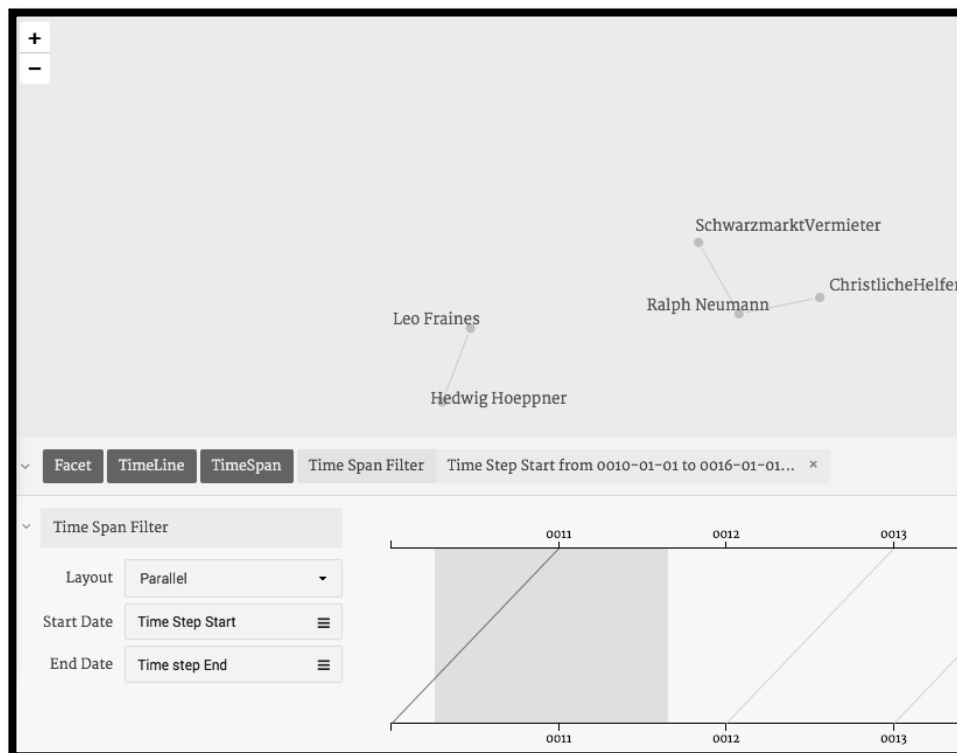 +
−
SchwarzmarktVermieter
ChristlicheHelfer
Ralph Neumann
Leo Fraines
Hedwig Hoeppner
Facet TimeLine TimeSpan Time Span Filter Time Step Start from 0010-01-01 to 0016-01-01... ×
Time Span Filter
0011 0012 0013
Layout Parallel
Start Date Time Step Start
End Date Time step End
0011 0012 0013